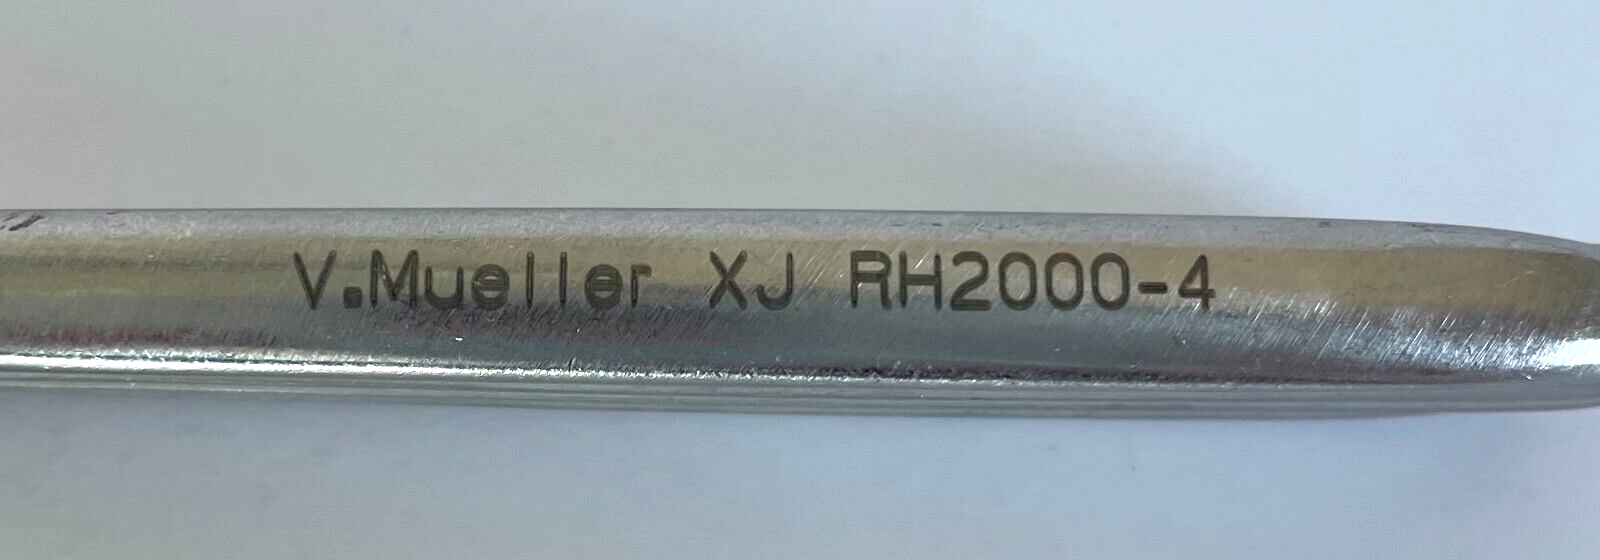 V.Mueller XJ RH2000-4